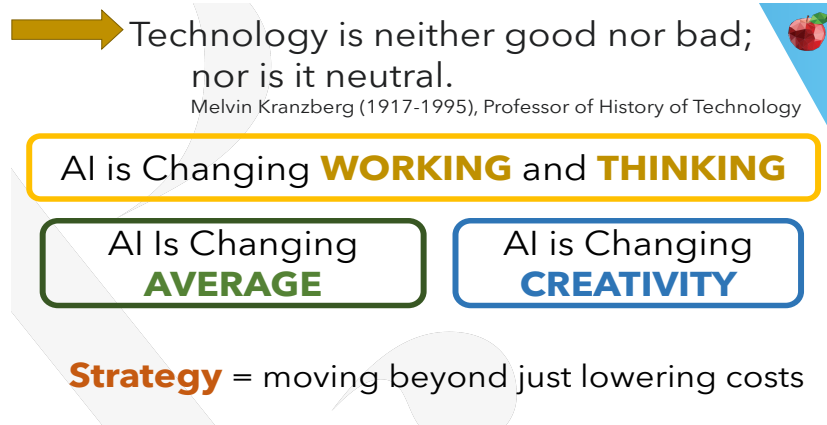 Technology is neither good nor bad;
nor is it neutral.
Melvin Kranzberg (1917-1995), Professor of History of Technology
AI is Changing WORKING and THINKING
AI Is Changing
AVERAGE
AI is Changing
CREATIVITY
Strategy = moving beyond just lowering costs